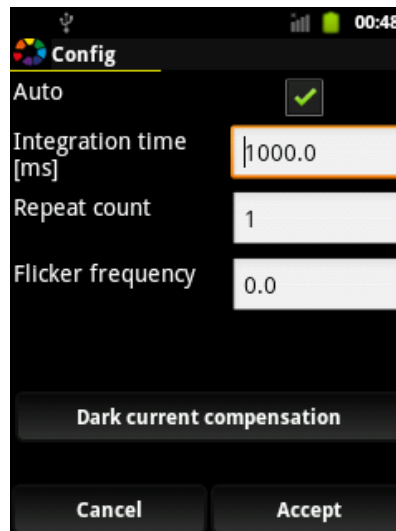 00:48
Config
Auto
Integration time
[ms]
1000.0
Repeat count
1
Flicker frequency
0.0
Dark current compensation
Cancel
Accept